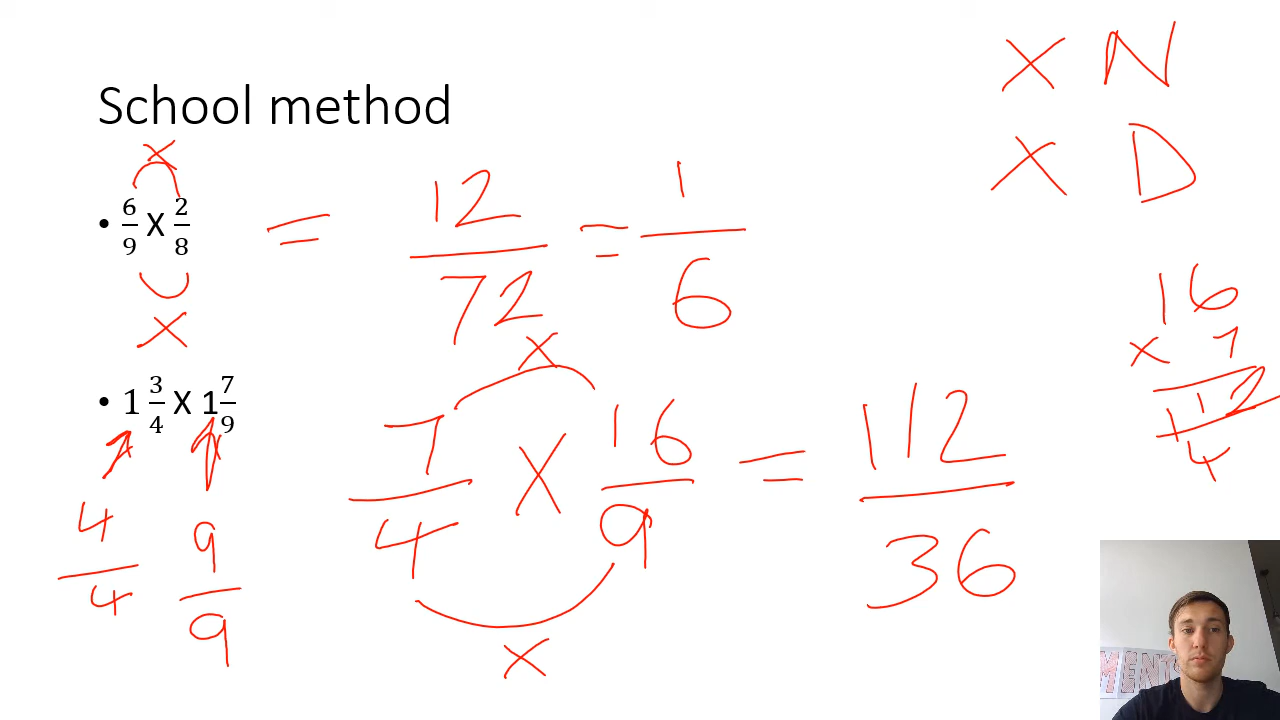 School method
X N
X D
X
• 6/9 X 2/8 = 12/72 = 1/6
X
• 1 3/4 X 1 7/9
4/4 9/9
X
7/4 X 16/9 = 112/36
X
16
x 7
112
4
MENTS